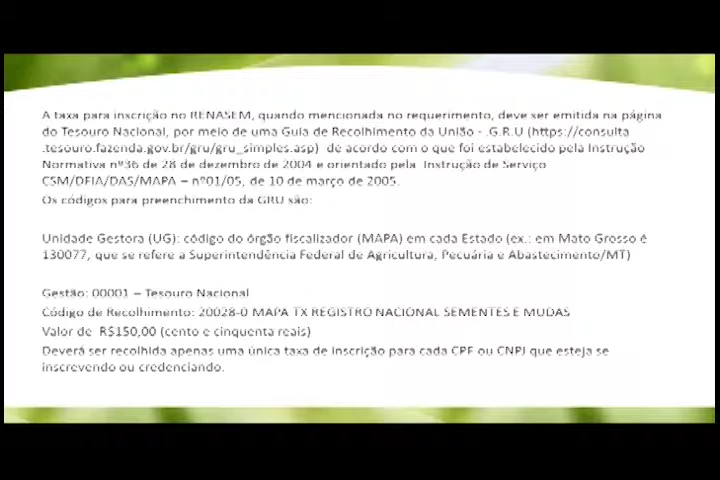 A taxa para inscrição no RENASEM, quando mencionada no requerimento, deve ser emitida na página
do Tesouro Nacional, por meio de uma Guia de Recolhimento da União - .G.R.U (https://consulta
.tesouro.fazenda.gov.br/gru/gru_simples.asp) de acordo com o que foi estabelecido pela Instrução
Normativa nº36 de 28 de dezembro de 2004 e orientado pela Instrução de Serviço
CSM/DFIA/DAS/MAPA – nº01/05, de 10 de março de 2005.
Os códigos para preenchimento da GRU são:
Unidade Gestora (UG): código do órgão fiscalizador (MAPA) em cada Estado (ex.: em Mato Grosso é
130077, que se refere a Superintendência Federal de Agricultura, Pecuária e Abastecimento/MT)
Gestão: 00001 – Tesouro Nacional
Código de Recolhimento: 20028-0 MAPA TX REGISTRO NACIONAL SEMENTES E MUDAS
Valor de R$150,00 (cento e cinquenta reais)
Deverá ser recolhida apenas uma única taxa de inscrição para cada CPF ou CNPJ que esteja se
inscrevendo ou credenciando.